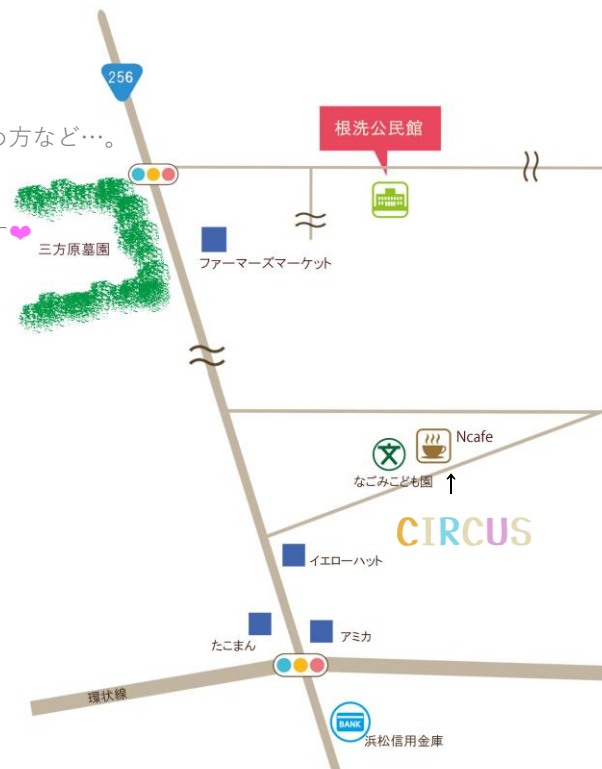 256
め方など…。
根洗公民館
三方原墓園
ファーマーズマーケット
Ncafe
文
なごみこども園
↑
CIRCUS
イエローハット
たこまん
アミカ
環状線
BANK
浜松信用金庫